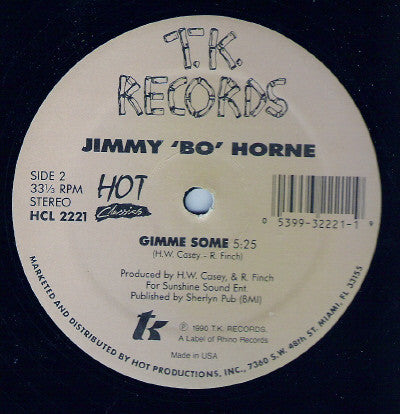 T.K.
RECORDS
JIMMY 'BO' HORNE
SIDE 2
33⅓ RPM
STEREO
HCL 2221
HOT
Classics
0 5399-32221-1 9
GIMME SOME 5:25
(H.W. Casey - R. Finch)
Produced by H.W. Casey, & R. Finch
For Sunshine Sound Ent.
Published by Sherlyn Pub (BMI)
tk
℗ 1990 T.K. RECORDS.
A Label of Rhino Records
Made in USA
MARKETED AND DISTRIBUTED BY HOT PRODUCTIONS, INC., 7360 S.W. 48th ST. MIAMI, FL 33155